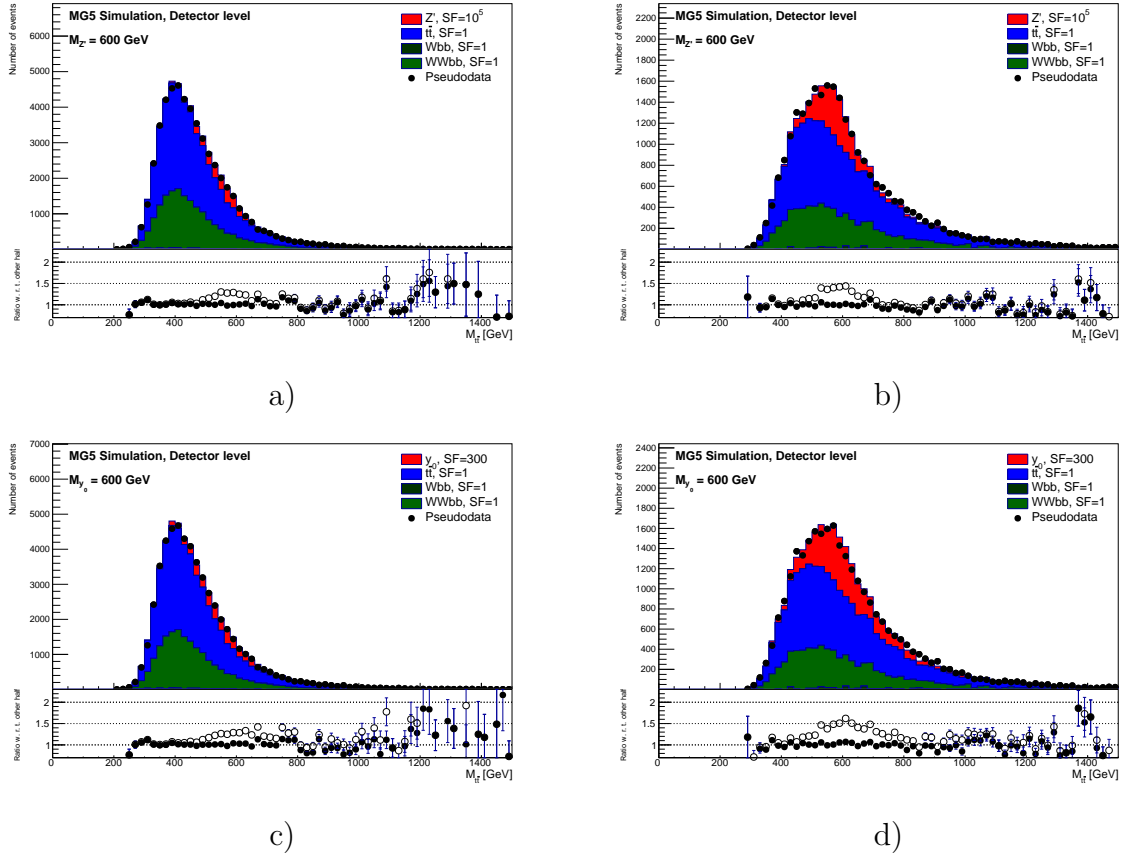 MG5 Simulation, Detector level
M_Z' = 600 GeV
Number of events
6000
5000
4000
3000
2000
1000
Z', SF=10^5
tt̄, SF=1
Wbb, SF=1
WWbb, SF=1
Pseudodata
Ratio w. r. t. other half
2
1.5
1
0 200 400 600 800 1000 1200 1400
M_tt̄ [GeV]
a)
MG5 Simulation, Detector level
M_Z' = 600 GeV
Number of events
2200
2000
1800
1600
1400
1200
1000
800
600
400
200
Z', SF=10^5
tt̄, SF=1
Wbb, SF=1
WWbb, SF=1
Pseudodata
Ratio w. r. t. other half
2
1.5
1
0 200 400 600 800 1000 1200 1400
M_tt̄ [GeV]
b)
MG5 Simulation, Detector level
M_y_0 = 600 GeV
Number of events
7000
6000
5000
4000
3000
2000
1000
y_0, SF=300
tt̄, SF=1
Wbb, SF=1
WWbb, SF=1
Pseudodata
Ratio w. r. t. other half
2
1.5
1
0 200 400 600 800 1000 1200 1400
M_tt̄ [GeV]
c)
MG5 Simulation, Detector level
M_y_0 = 600 GeV
Number of events
2400
2200
2000
1800
1600
1400
1200
1000
800
600
400
200
y_0, SF=300
tt̄, SF=1
Wbb, SF=1
WWbb, SF=1
Pseudodata
Ratio w. r. t. other half
2
1.5
1
0 200 400 600 800 1000 1200 1400
M_tt̄ [GeV]
d)